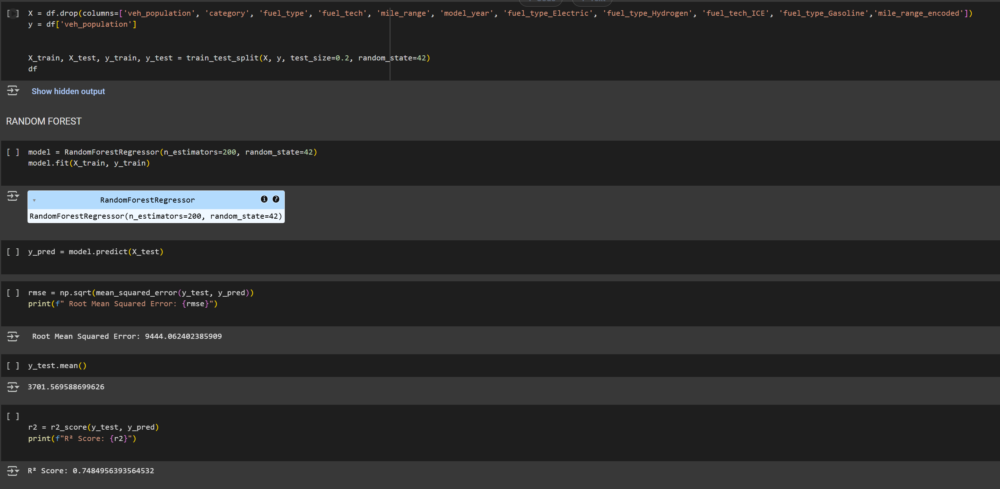 [ ] X = df.drop(columns=['veh_population', 'category', 'fuel_type', 'fuel_tech', 'mile_range', 'model_year', 'fuel_type_Electric', 'fuel_type_Hydrogen', 'fuel_tech_ICE', 'fuel_type_Gasoline','mile_range_encoded'])
y = df['veh_population']
X_train, X_test, y_train, y_test = train_test_split(X, y, test_size=0.2, random_state=42)
df
Show hidden output
RANDOM FOREST
[ ] model = RandomForestRegressor(n_estimators=200, random_state=42)
model.fit(X_train, y_train)
RandomForestRegressor
RandomForestRegressor(n_estimators=200, random_state=42)
[ ] y_pred = model.predict(X_test)
[ ] rmse = np.sqrt(mean_squared_error(y_test, y_pred))
print(f" Root Mean Squared Error: {rmse}")
Root Mean Squared Error: 9444.062402385909
[ ] y_test.mean()
3701.569588699626
[ ]
r2 = r2_score(y_test, y_pred)
print(f"R² Score: {r2}")
R² Score: 0.7484956393564532